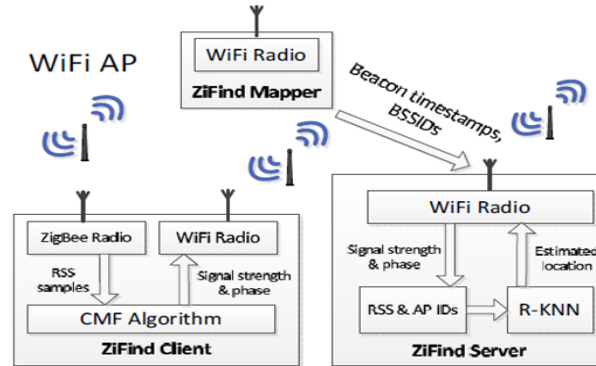 WiFi AP
WiFi Radio
ZiFind Mapper
Beacon timestamps,
BSSIDs
ZigBee Radio
WiFi Radio
RSS
samples
Signal strength
& phase
CMF Algorithm
ZiFind Client
WiFi Radio
Signal strength
& phase
Estimated
location
RSS & AP IDs
R-KNN
ZiFind Server